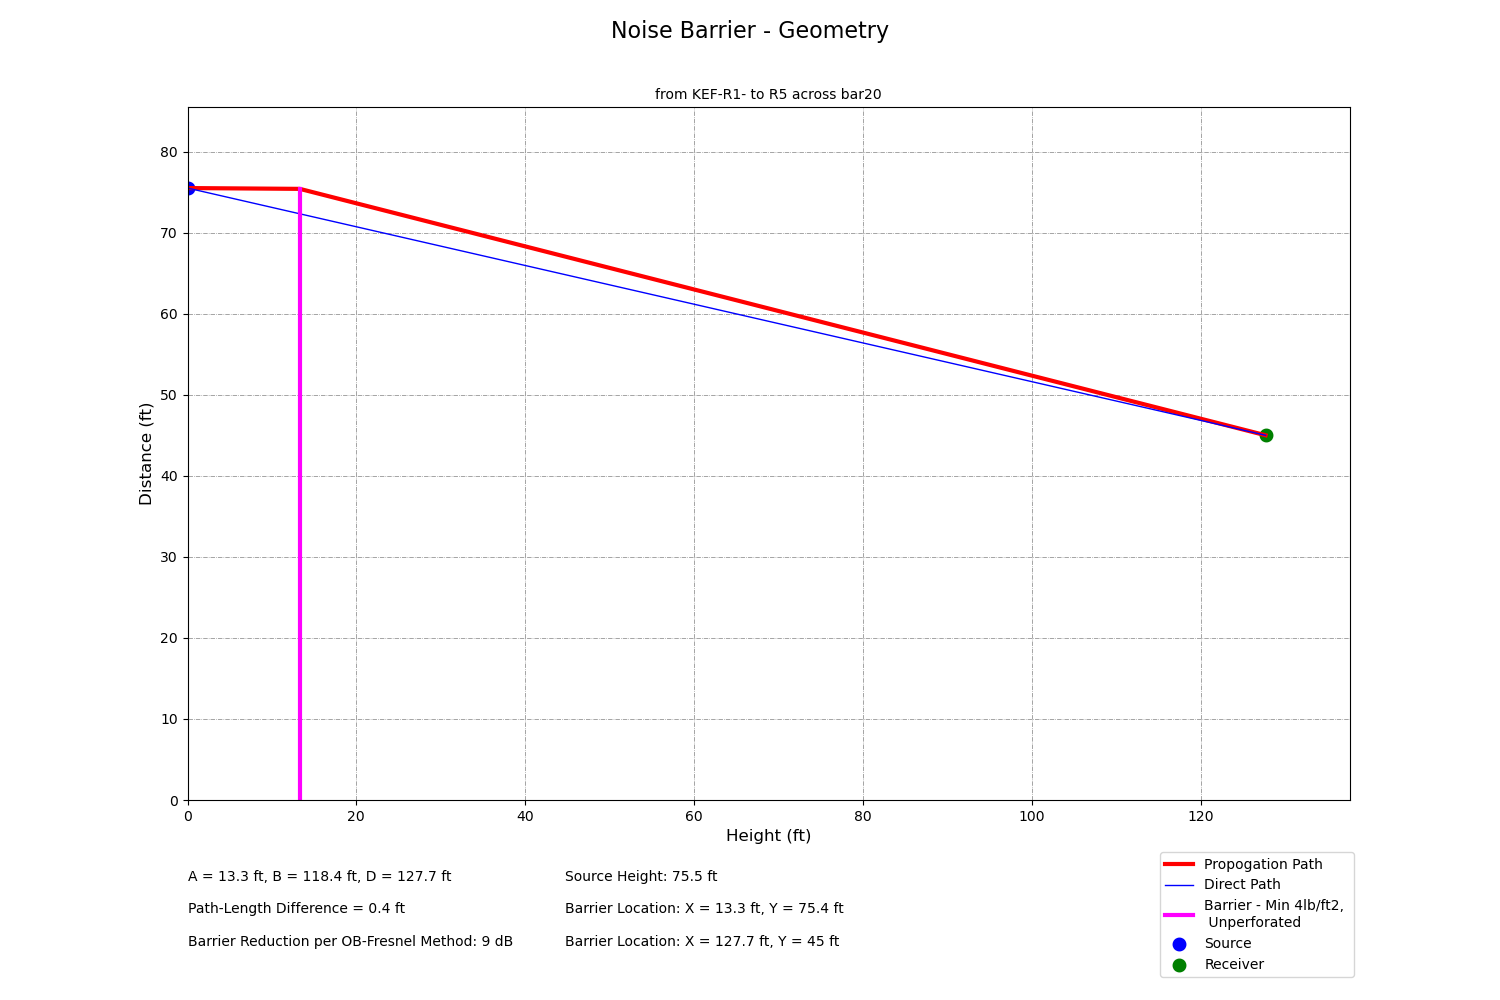 Noise Barrier - Geometry
from KEF-R1- to R5 across bar20
80
70
60
50
40
30
20
10
0
Distance (ft)
0 20 40 60 80 100 120
Height (ft)
A = 13.3 ft, B = 118.4 ft, D = 127.7 ft
Path-Length Difference = 0.4 ft
Barrier Reduction per OB-Fresnel Method: 9 dB
Source Height: 75.5 ft
Barrier Location: X = 13.3 ft, Y = 75.4 ft
Barrier Location: X = 127.7 ft, Y = 45 ft
Propogation Path
Direct Path
Barrier - Min 4lb/ft2,
Unperforated
Source
Receiver